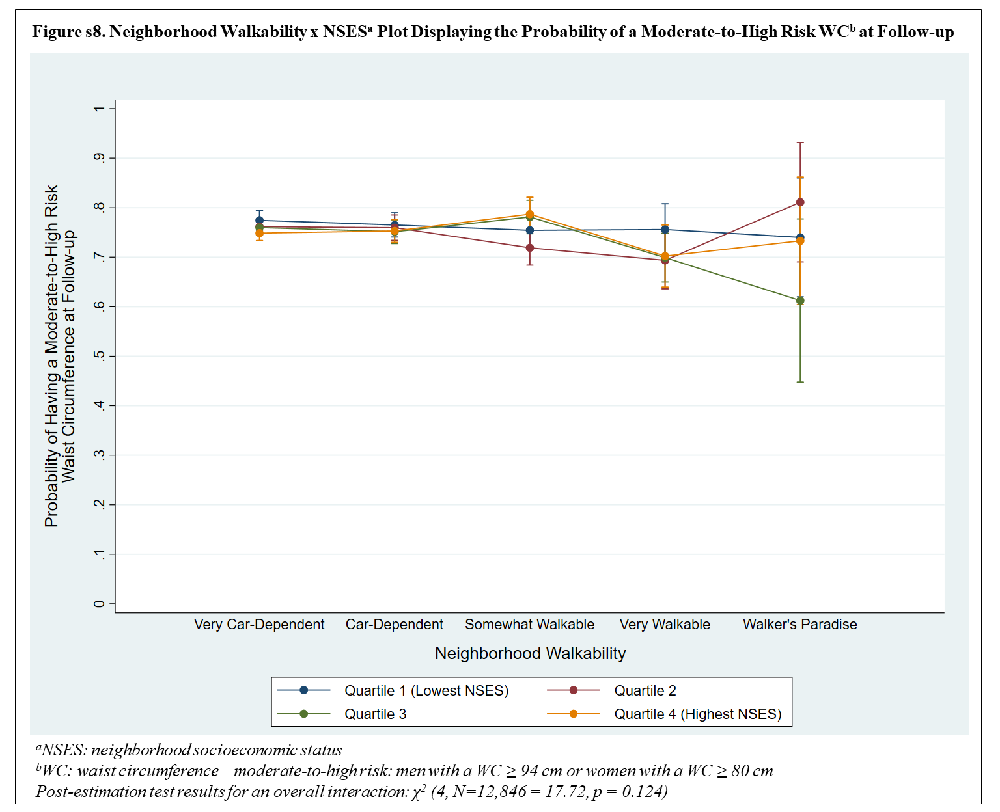 Figure s8. Neighborhood Walkability x NSESᵃ Plot Displaying the Probability of a Moderate-to-High Risk WCᵇ at Follow-up
Probability of Having a Moderate-to-High Risk
Waist Circumference at Follow-up
1
.9
.8
.7
.6
.5
.4
.3
.2
.1
0
Very Car-Dependent Car-Dependent Somewhat Walkable Very Walkable Walker's Paradise
Neighborhood Walkability
Quartile 1 (Lowest NSES) Quartile 2
Quartile 3 Quartile 4 (Highest NSES)
ᵃNSES: neighborhood socioeconomic status
ᵇWC: waist circumference – moderate-to-high risk: men with a WC ≥ 94 cm or women with a WC ≥ 80 cm
Post-estimation test results for an overall interaction: χ² (4, N=12,846 = 17.72, p = 0.124)